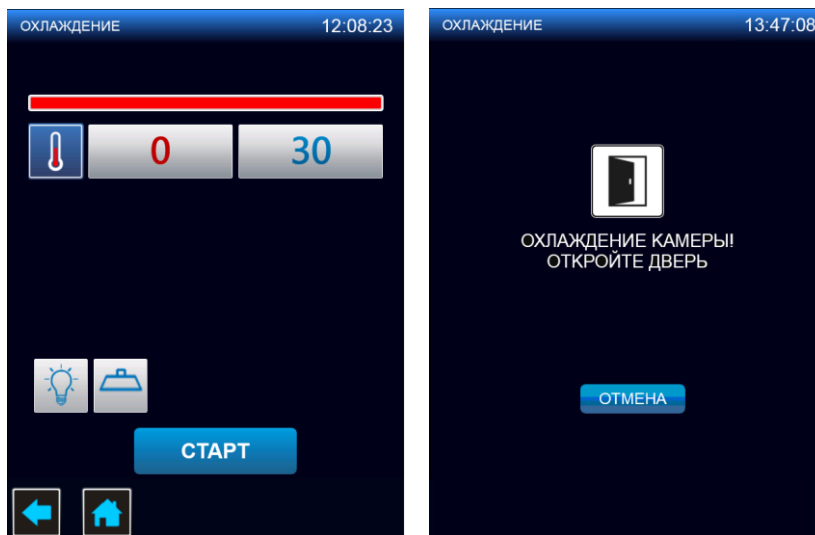 ОХЛАЖДЕНИЕ 12:08:23
0 30
СТАРТ
ОХЛАЖДЕНИЕ 13:47:08
ОХЛАЖДЕНИЕ КАМЕРЫ!
ОТКРОЙТЕ ДВЕРЬ
ОТМЕНА